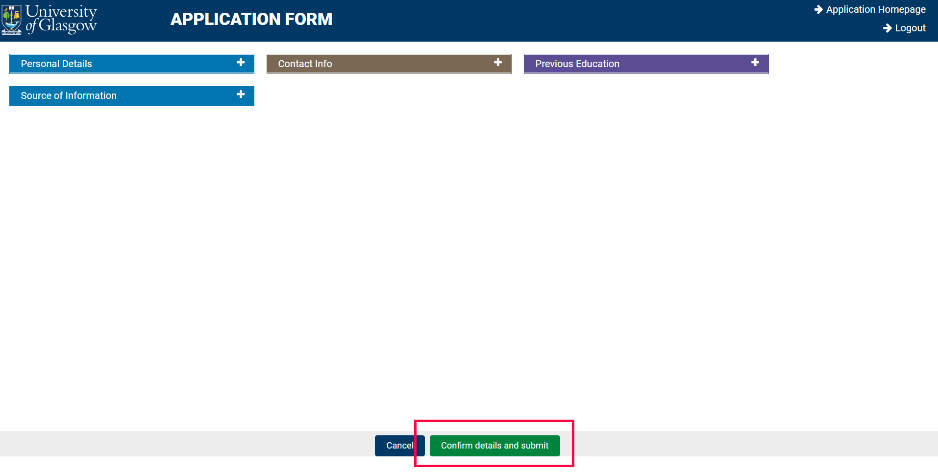 University
of Glasgow
APPLICATION FORM
Application Homepage
Logout
Personal Details
Contact Info
Previous Education
Source of Information
Cancel
Confirm details and submit